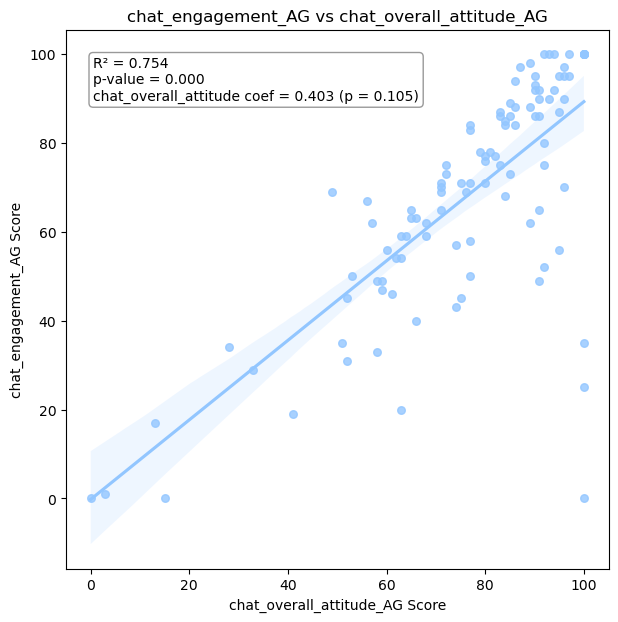 chat_engagement_AG vs chat_overall_attitude_AG
R² = 0.754
p-value = 0.000
chat_overall_attitude coef = 0.403 (p = 0.105)
chat_engagement_AG Score
100
80
60
40
20
0
0 20 40 60 80 100
chat_overall_attitude_AG Score